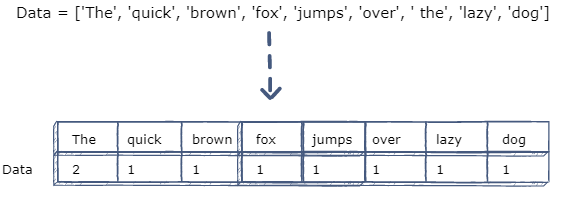 Data = ['The', 'quick', 'brown', 'fox', 'jumps', 'over', ' the', 'lazy', 'dog']
The quick brown fox jumps over lazy dog
Data 2 1 1 1 1 1 1 1